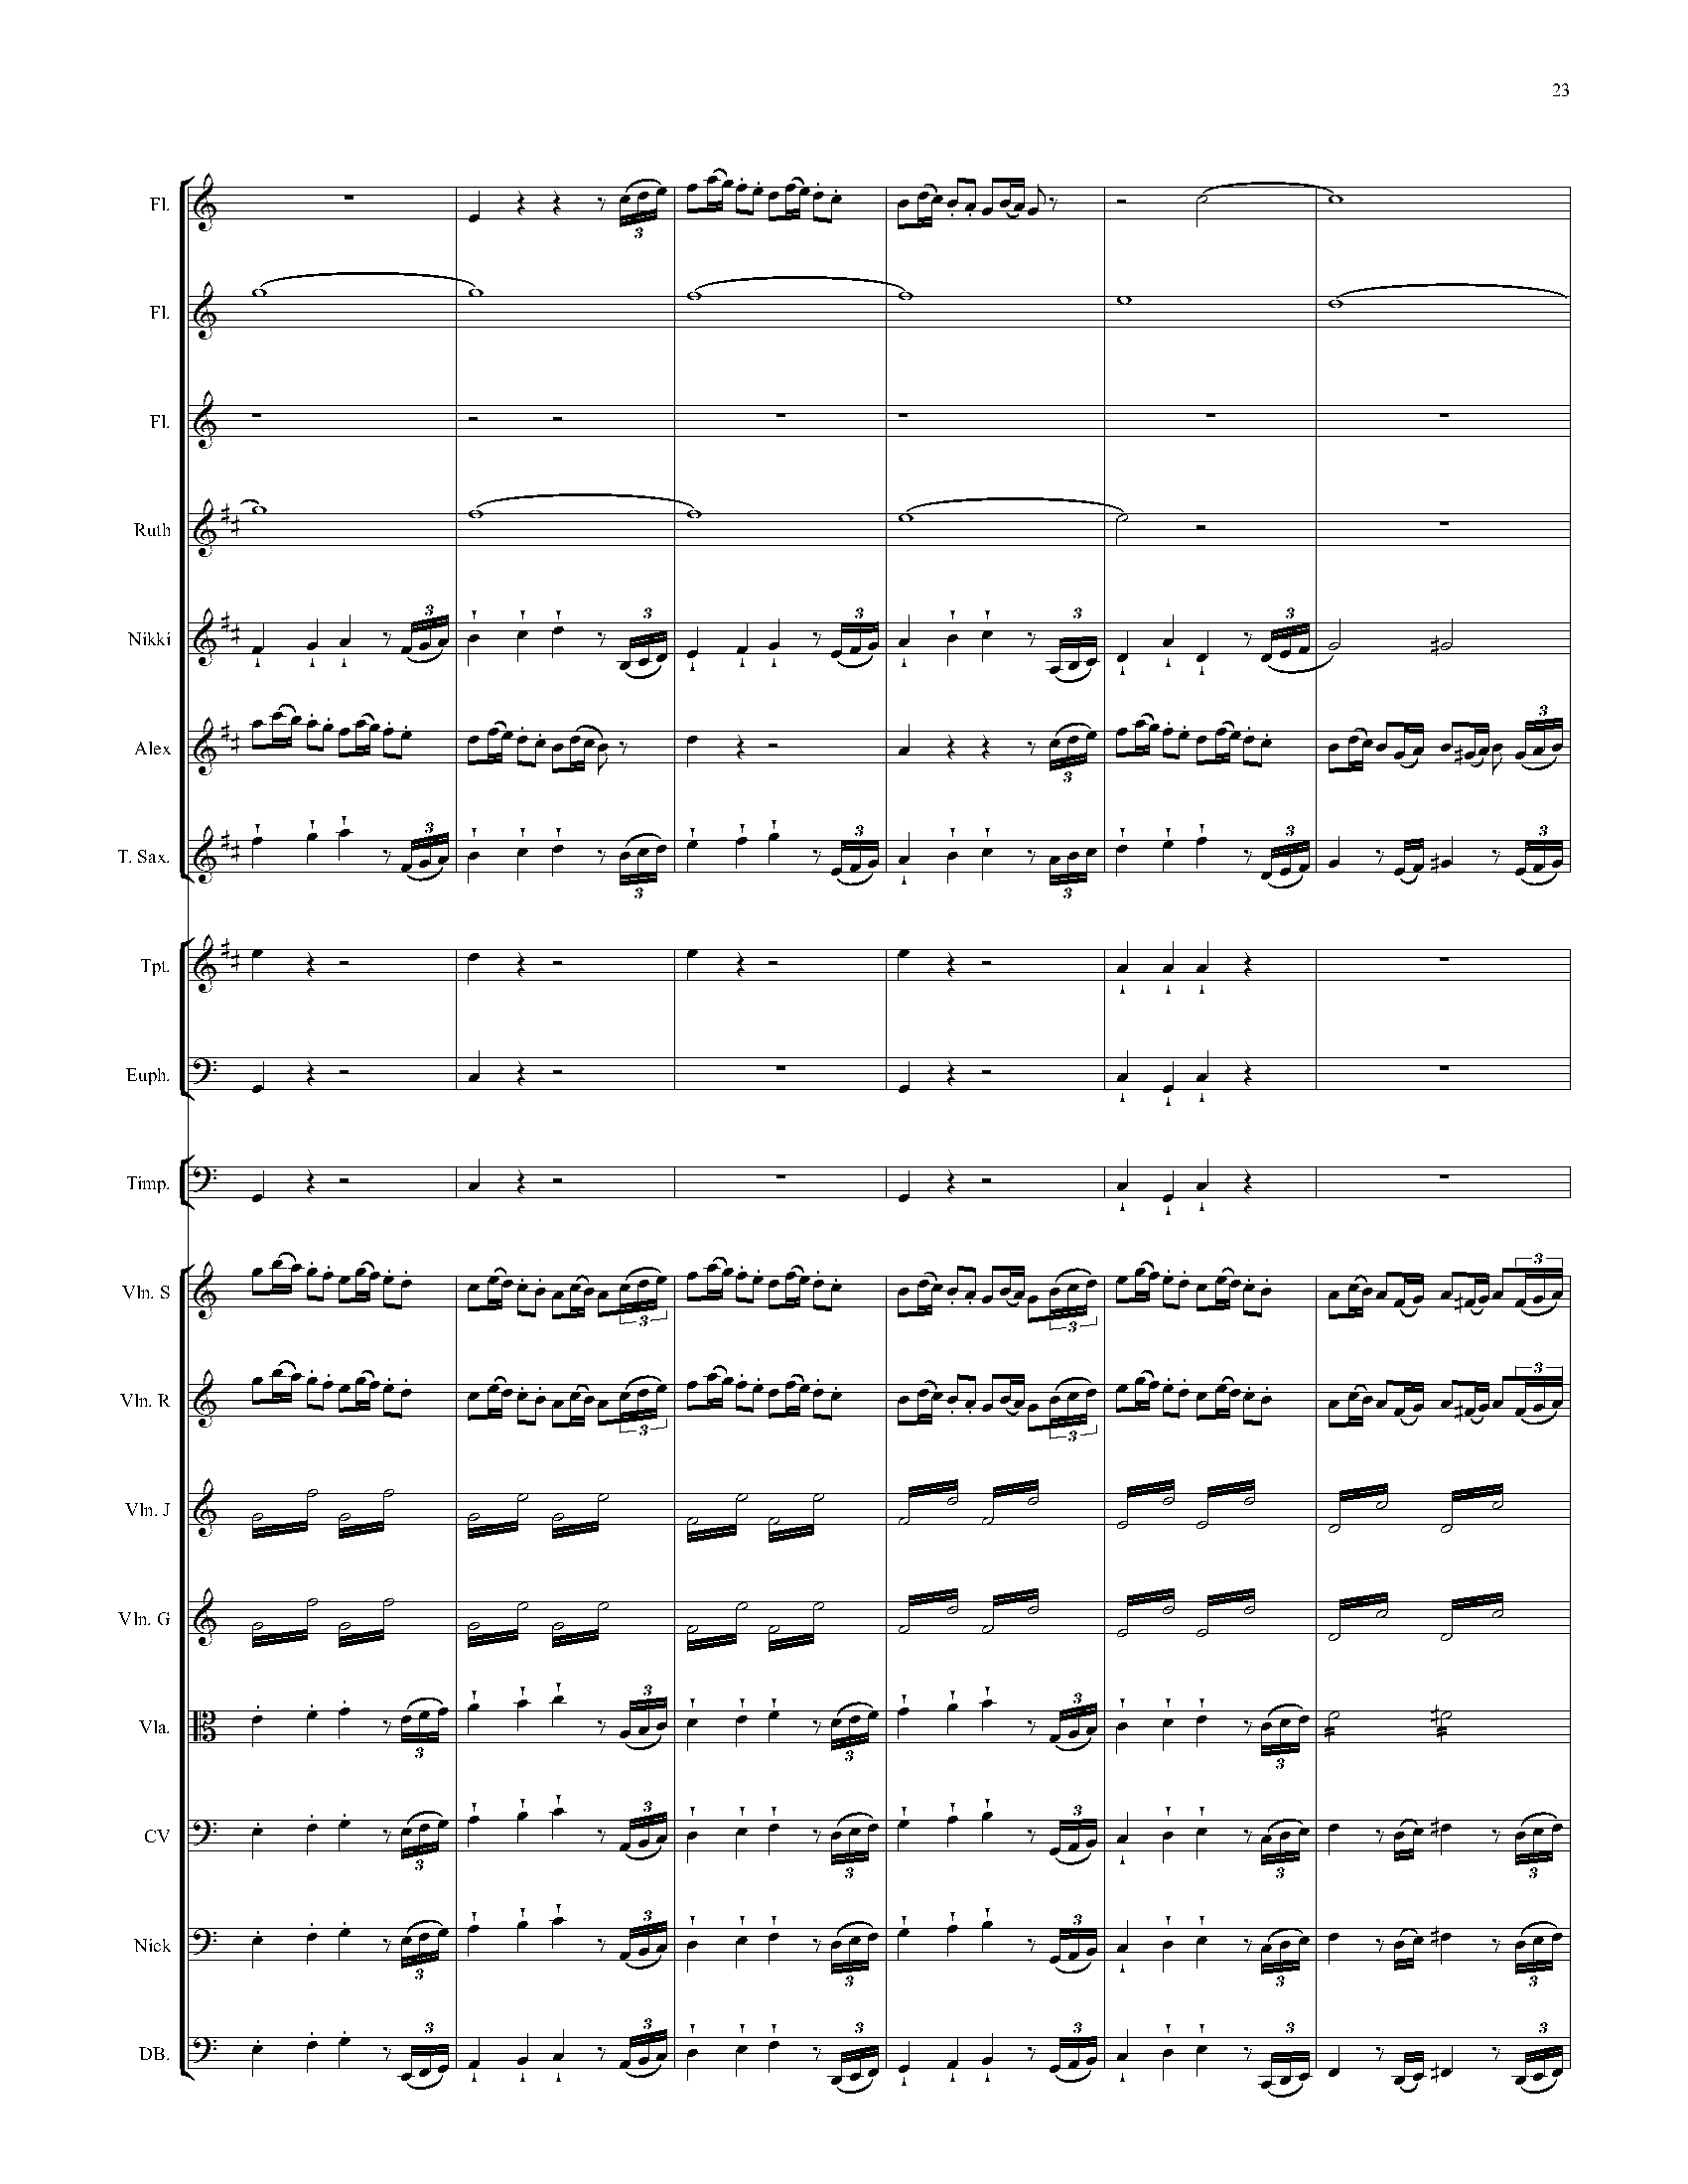 23
Fl.
Fl.
Fl.
Ruth
Nikki
Alex
T. Sax.
Tpt.
Euph.
Timp.
Vln. S
Vln. R
Vln. J
Vln. G
Vla.
CV
Nick
DB.